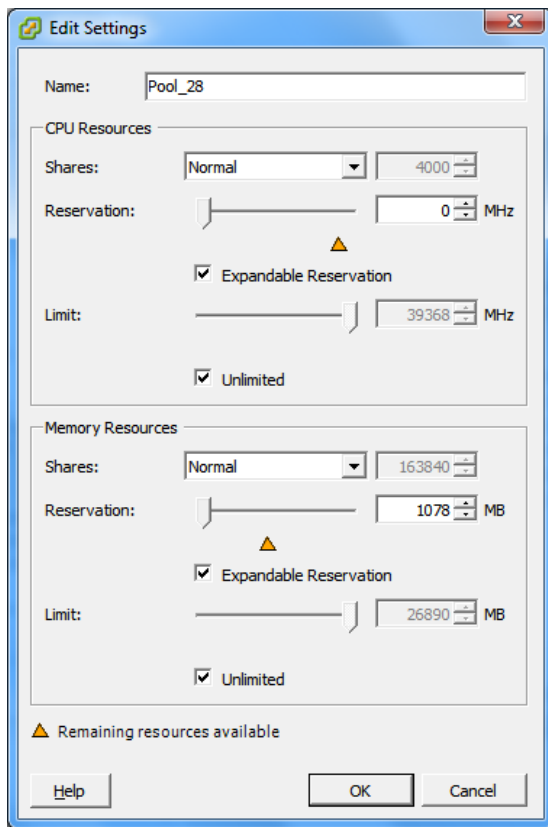 Edit Settings
Name: Pool_28
CPU Resources
Shares: Normal 4000
Reservation: 0 MHz
Expandable Reservation
Limit: 39368 MHz
Unlimited
Memory Resources
Shares: Normal 163840
Reservation: 1078 MB
Expandable Reservation
Limit: 26890 MB
Unlimited
Remaining resources available
Help OK Cancel